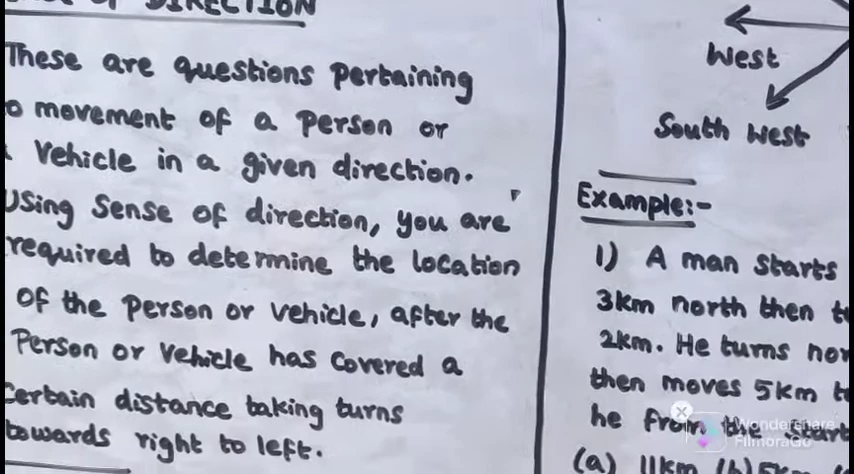 DIRECTION
These are questions pertaining
movement of a person or
Vehicle in a given direction.
Using Sense of direction, you are
required to determine the location
of the person or vehicle, after the
Person or Vehicle has covered a
Certain distance taking turns
towards right to left.
West
South West
Example:-
1) A man starts
3km north then
2km. He turns
then moves 5km
he from the
(a) 11km (b)
Wondershare
Filmora